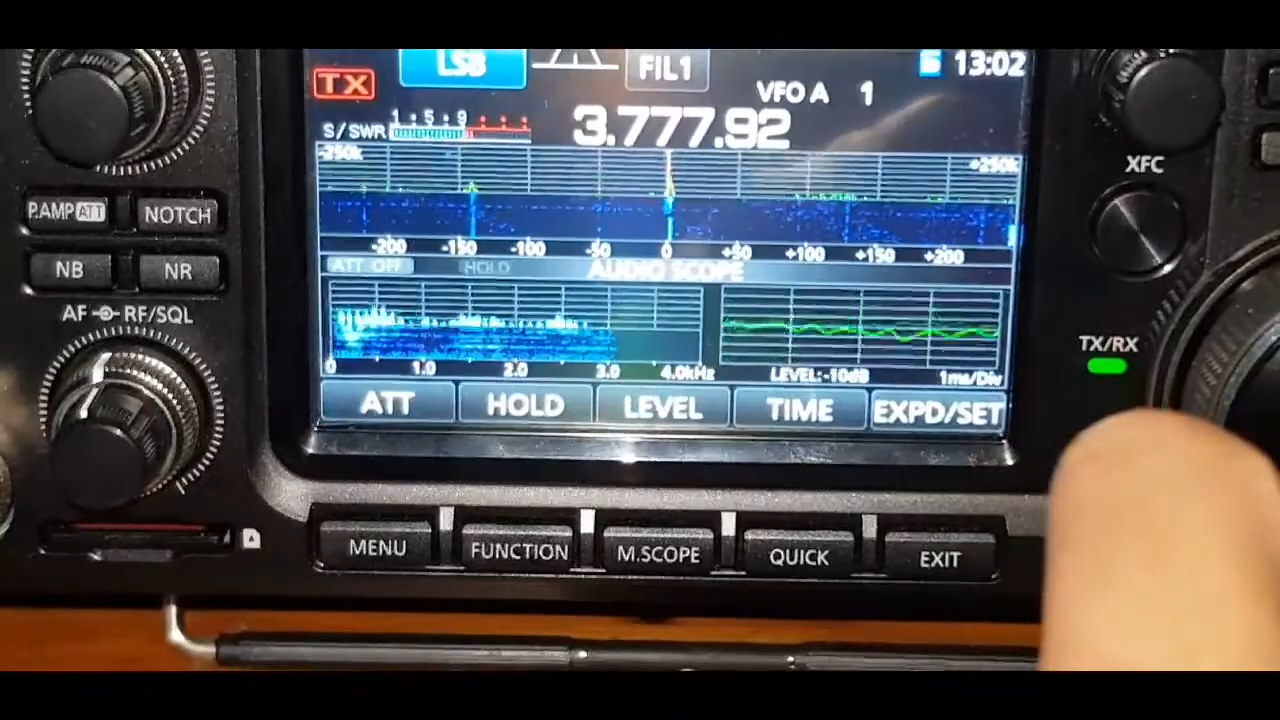 LSB FIL1 13:02
TX
VFO A 1
1 • 5 • 9
S/SWR 3.777.92
-250k +250k
-200 -150 -100 -50 0 +50 +100 +150 +200
ATT OFF HOLD AUDIO SCOPE
0 1.0 2.0 3.0 4.0kHz LEVEL:-10dB 1ms/Div
ATT HOLD LEVEL TIME EXPD/SET
P.AMP ATT NOTCH
NB NR
AF RF/SQL
XFC
TX/RX
MENU FUNCTION M.SCOPE QUICK EXIT